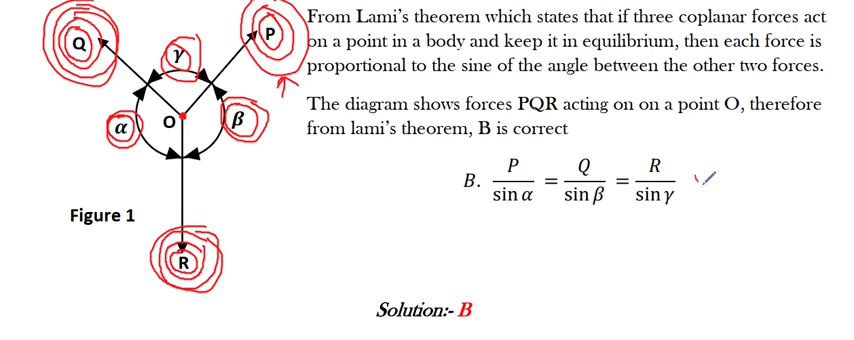 From Lami's theorem which states that if three coplanar forces act
on a point in a body and keep it in equilibrium, then each force is
proportional to the sine of the angle between the other two forces.
The diagram shows forces PQR acting on on a point O, therefore
from lami's theorem, B is correct
B. P/sin α = Q/sin β = R/sin γ
Q
P
γ
α
O
β
Figure 1
R
Solution:- B